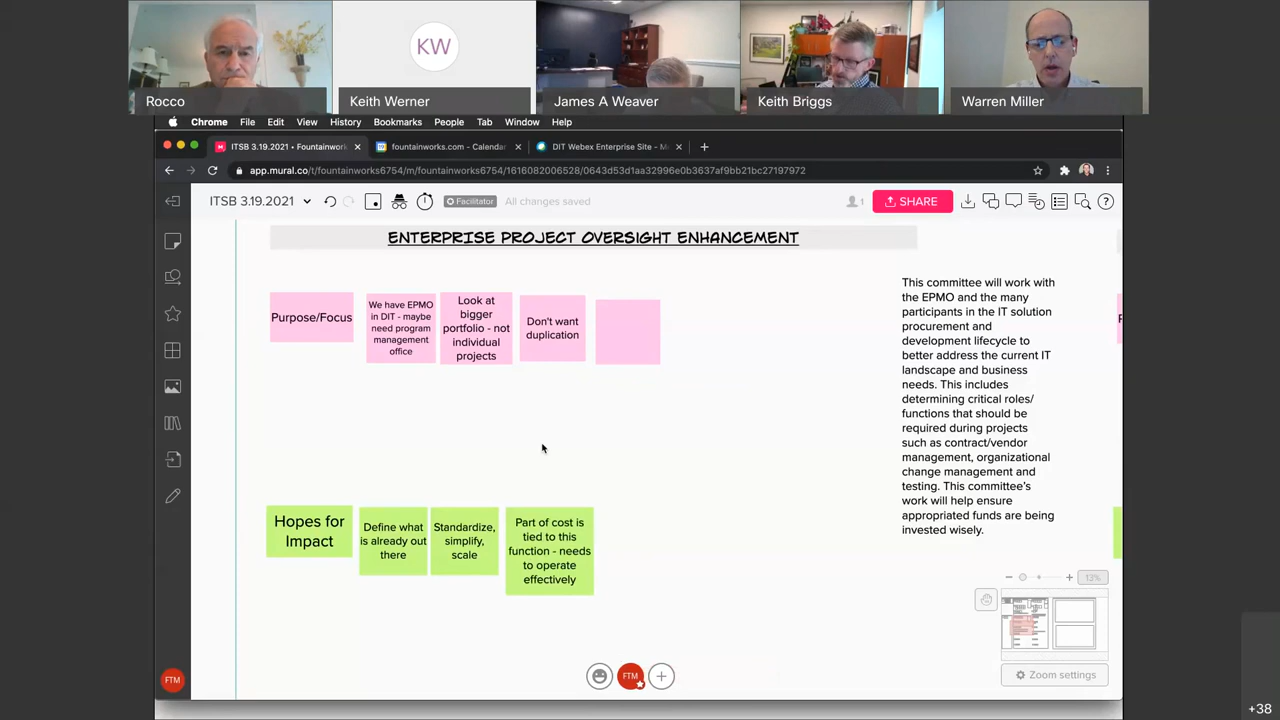 KW
Rocco
Keith Werner
James A Weaver
Keith Briggs
Warren Miller
Chrome File Edit View History Bookmarks People Tab Window Help
ITSB 3.19.2021 • Fountainwork
fountainworks.com - Calenda
DIT Webex Enterprise Site - M
app.mural.co/t/fountainworks6754/m/fountainworks6754/1616082006528/0643d53d1aa32996e0b3637af9bb21bc27197972
ITSB 3.19.2021
Facilitator
All changes saved
1
SHARE
ENTERPRISE PROJECT OVERSIGHT ENHANCEMENT
Purpose/Focus
We have EPMO
in DIT - maybe
need program
management
office
Look at
bigger
portfolio - not
individual
projects
Don't want
duplication
This committee will work with
the EPMO and the many
participants in the IT solution
procurement and
development lifecycle to
better address the current IT
landscape and business
needs. This includes
determining critical roles/
functions that should be
required during projects
such as contract/vendor
management, organizational
change management and
testing. This committee's
work will help ensure
appropriated funds are being
invested wisely.
Hopes for
Impact
Define what
is already out
there
Standardize,
simplify,
scale
Part of cost is
tied to this
function - needs
to operate
effectively
13%
Zoom settings
FTM
FTM
+38